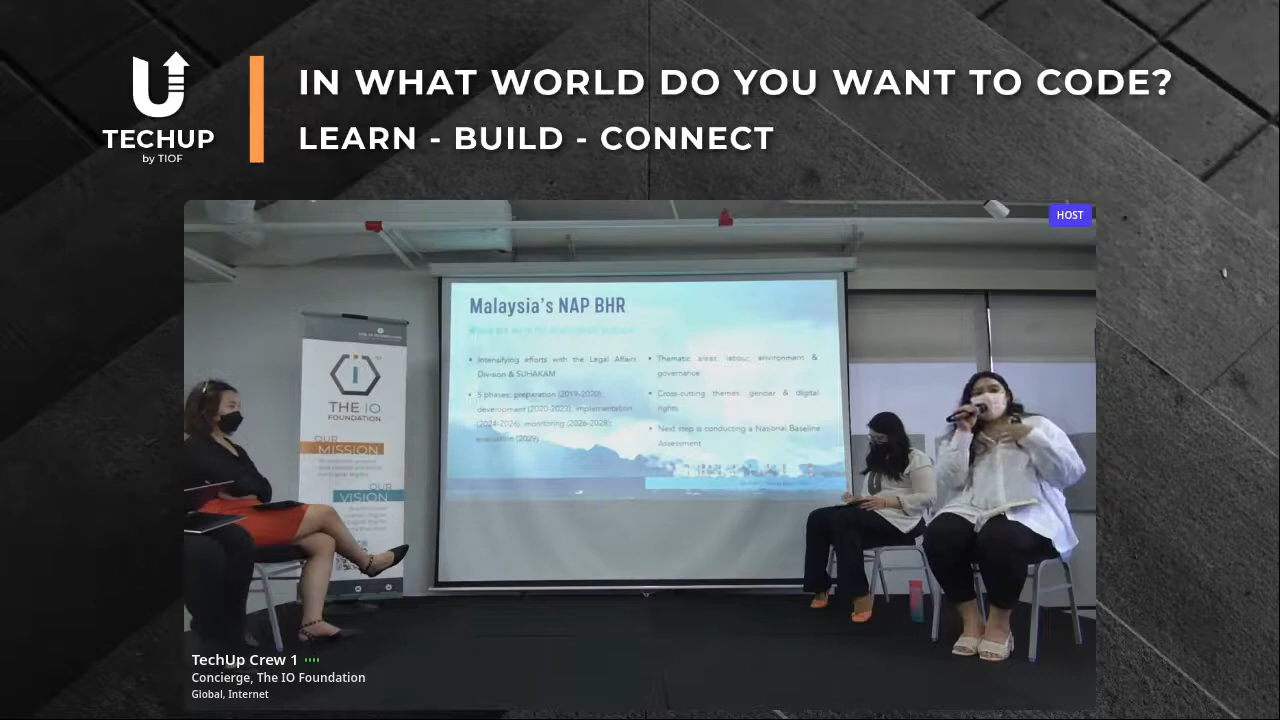 TECHUP
by TIOF
IN WHAT WORLD DO YOU WANT TO CODE?
LEARN - BUILD - CONNECT
HOST
THE IO
FOUNDATION
OUR
MISSION
OUR
VISION
Malaysia's NAP BHR
• Intensifying efforts with the Legal Affairs
Division & SUHAKAM
• 5 phases: preparation (2019-2020);
development (2020-2023); implementation
(2024-2026); monitoring (2026-2028);
evaluation (2029)
• Thematic areas: labour, environment &
governance
• Cross-cutting themes: gender & digital
rights
• Next step is conducting a National Baseline
Assessment
TechUp Crew 1
Concierge, The IO Foundation
Global, Internet